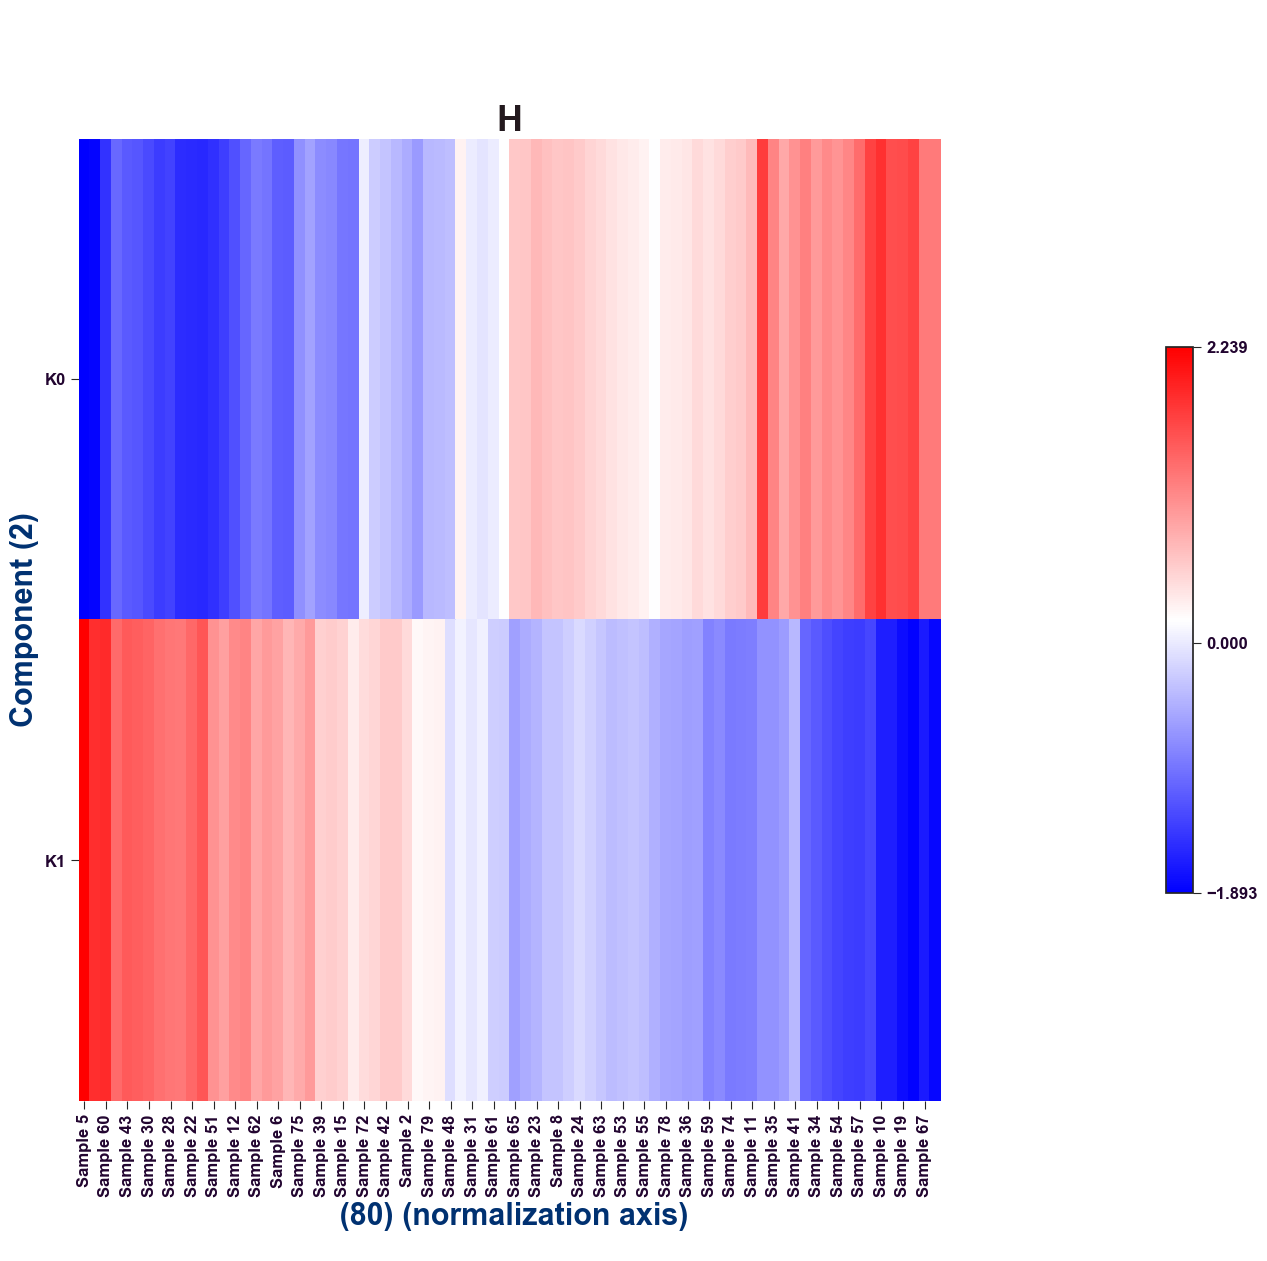 H
2.239
0.000
−1.893
K0
K1
Component (2)
Sample 5
Sample 60
Sample 43
Sample 30
Sample 28
Sample 22
Sample 51
Sample 12
Sample 62
Sample 6
Sample 75
Sample 39
Sample 15
Sample 72
Sample 42
Sample 2
Sample 79
Sample 48
Sample 31
Sample 61
Sample 65
Sample 23
Sample 8
Sample 24
Sample 63
Sample 53
Sample 55
Sample 78
Sample 36
Sample 59
Sample 74
Sample 11
Sample 35
Sample 41
Sample 34
Sample 54
Sample 57
Sample 10
Sample 19
Sample 67
(80) (normalization axis)